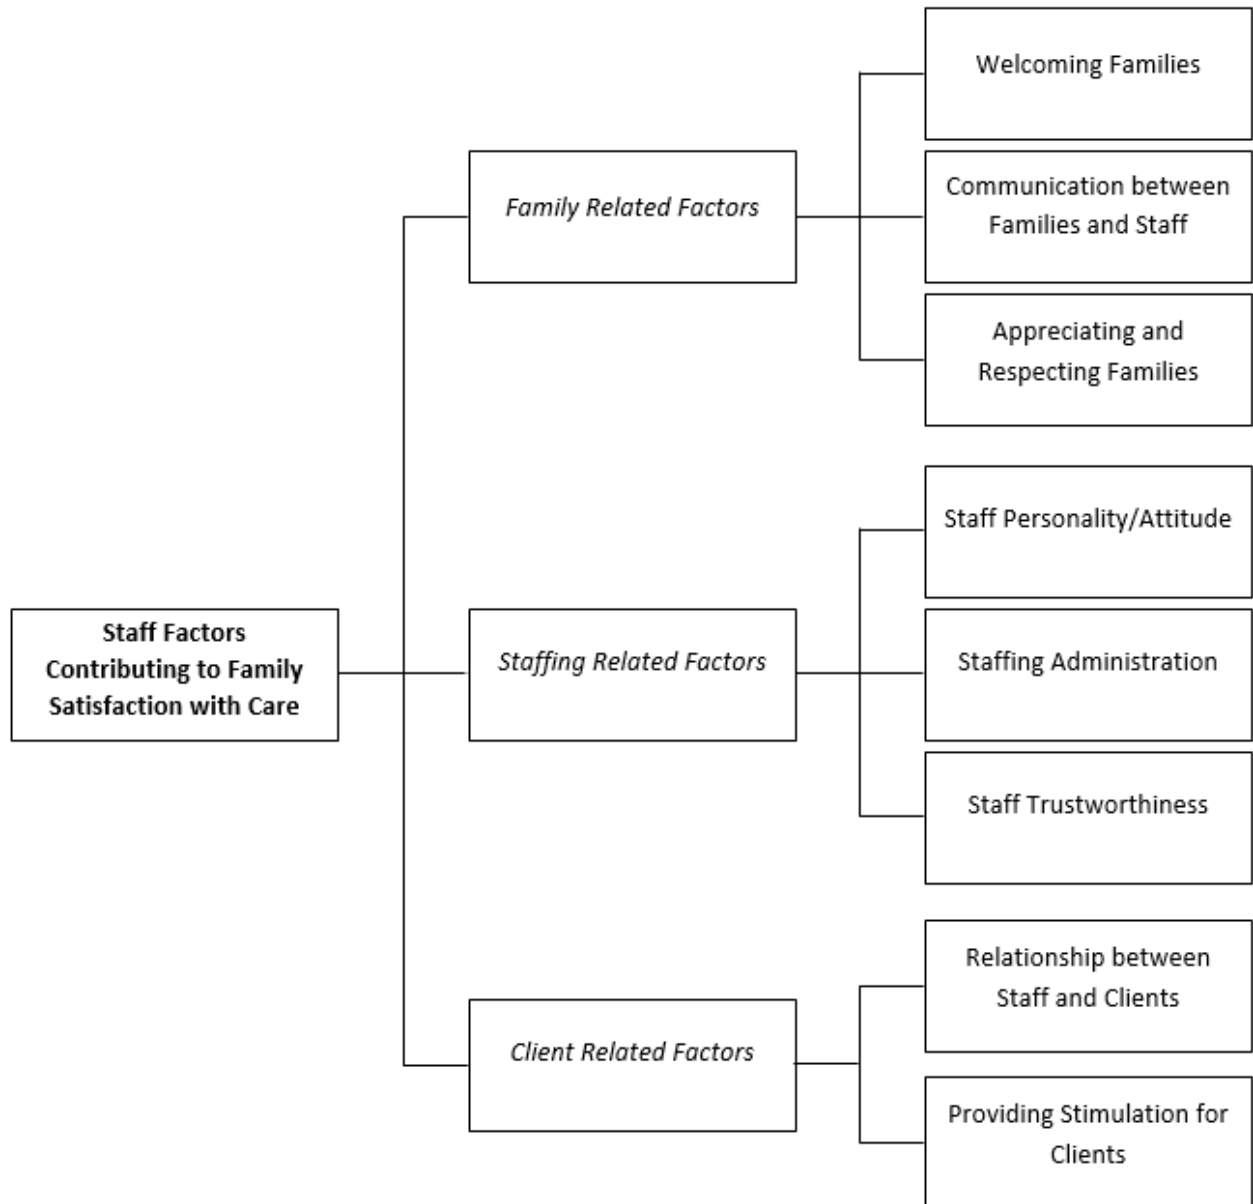 Staff Factors
Contributing to Family
Satisfaction with Care
Family Related Factors
Welcoming Families
Communication between
Families and Staff
Appreciating and
Respecting Families
Staffing Related Factors
Staff Personality/Attitude
Staffing Administration
Staff Trustworthiness
Client Related Factors
Relationship between
Staff and Clients
Providing Stimulation for
Clients